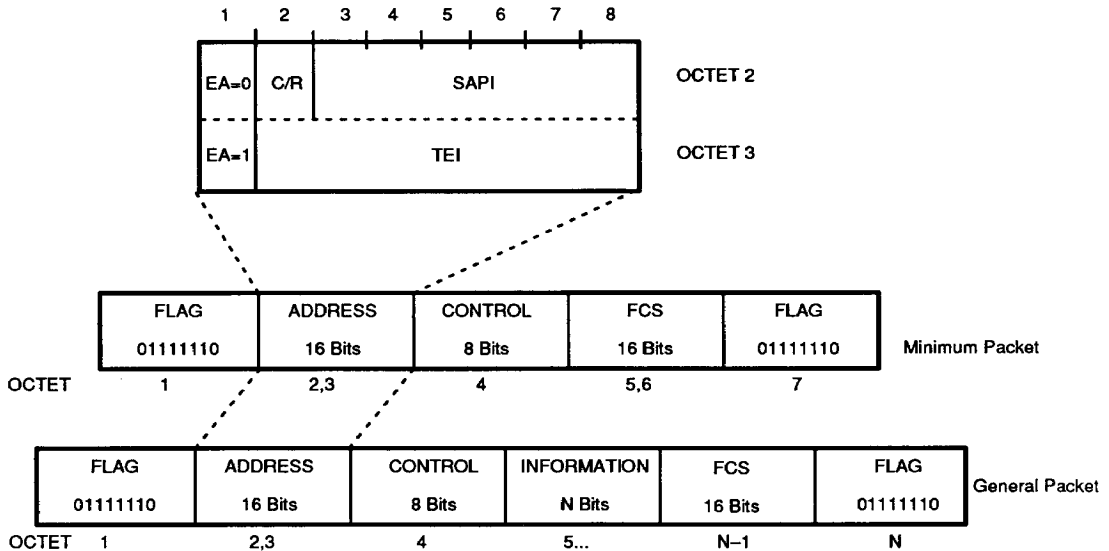 1 2 3 4 5 6 7 8
EA=0 C/R SAPI OCTET 2
EA=1 TEI OCTET 3
FLAG ADDRESS CONTROL FCS FLAG
01111110 16 Bits 8 Bits 16 Bits 01111110 Minimum Packet
OCTET 1 2,3 4 5,6 7
FLAG ADDRESS CONTROL INFORMATION FCS FLAG
01111110 16 Bits 8 Bits N Bits 16 Bits 01111110 General Packet
OCTET 1 2,3 4 5... N–1 N